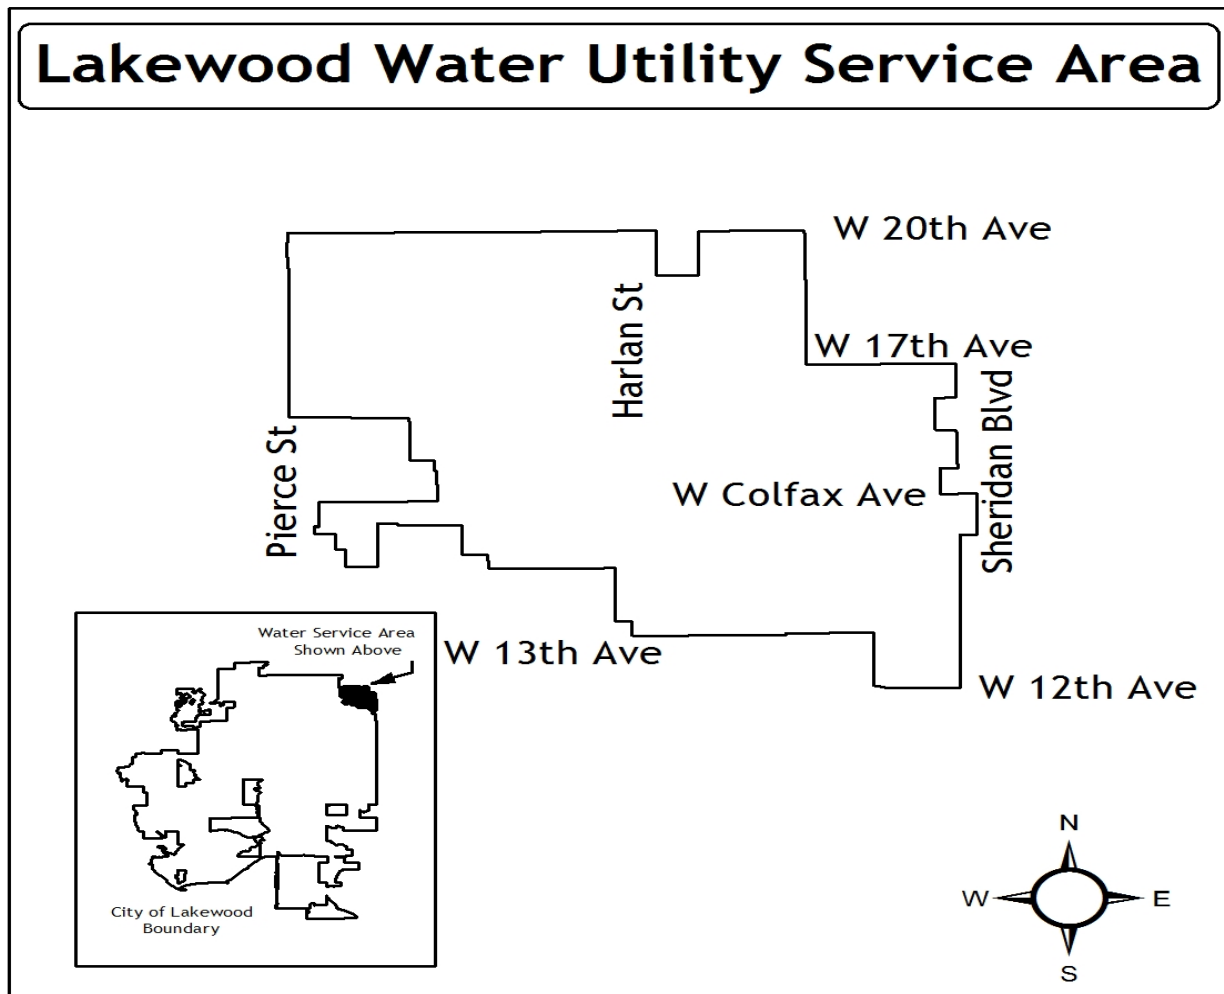 Lakewood Water Utility Service Area
W 20th Ave
Harlan St
W 17th Ave
Sheridan Blvd
Pierce St
W Colfax Ave
W 13th Ave
W 12th Ave
Water Service Area
Shown Above
City of Lakewood
Boundary
N
W
E
S